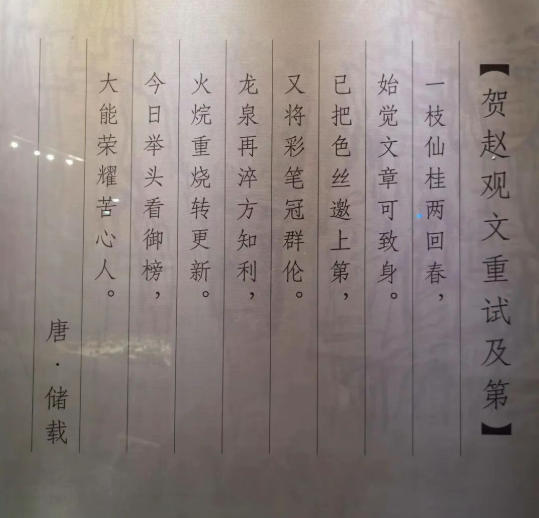 【贺赵观文重试及第】
一枝仙桂两回春，
始觉文章可致身。
已把色丝邀上第，
又将彩笔冠群伦。
龙泉再淬方知利，
火烷重烧转更新。
今日举头看御榜，
大能荣耀苦心人。
唐·储载